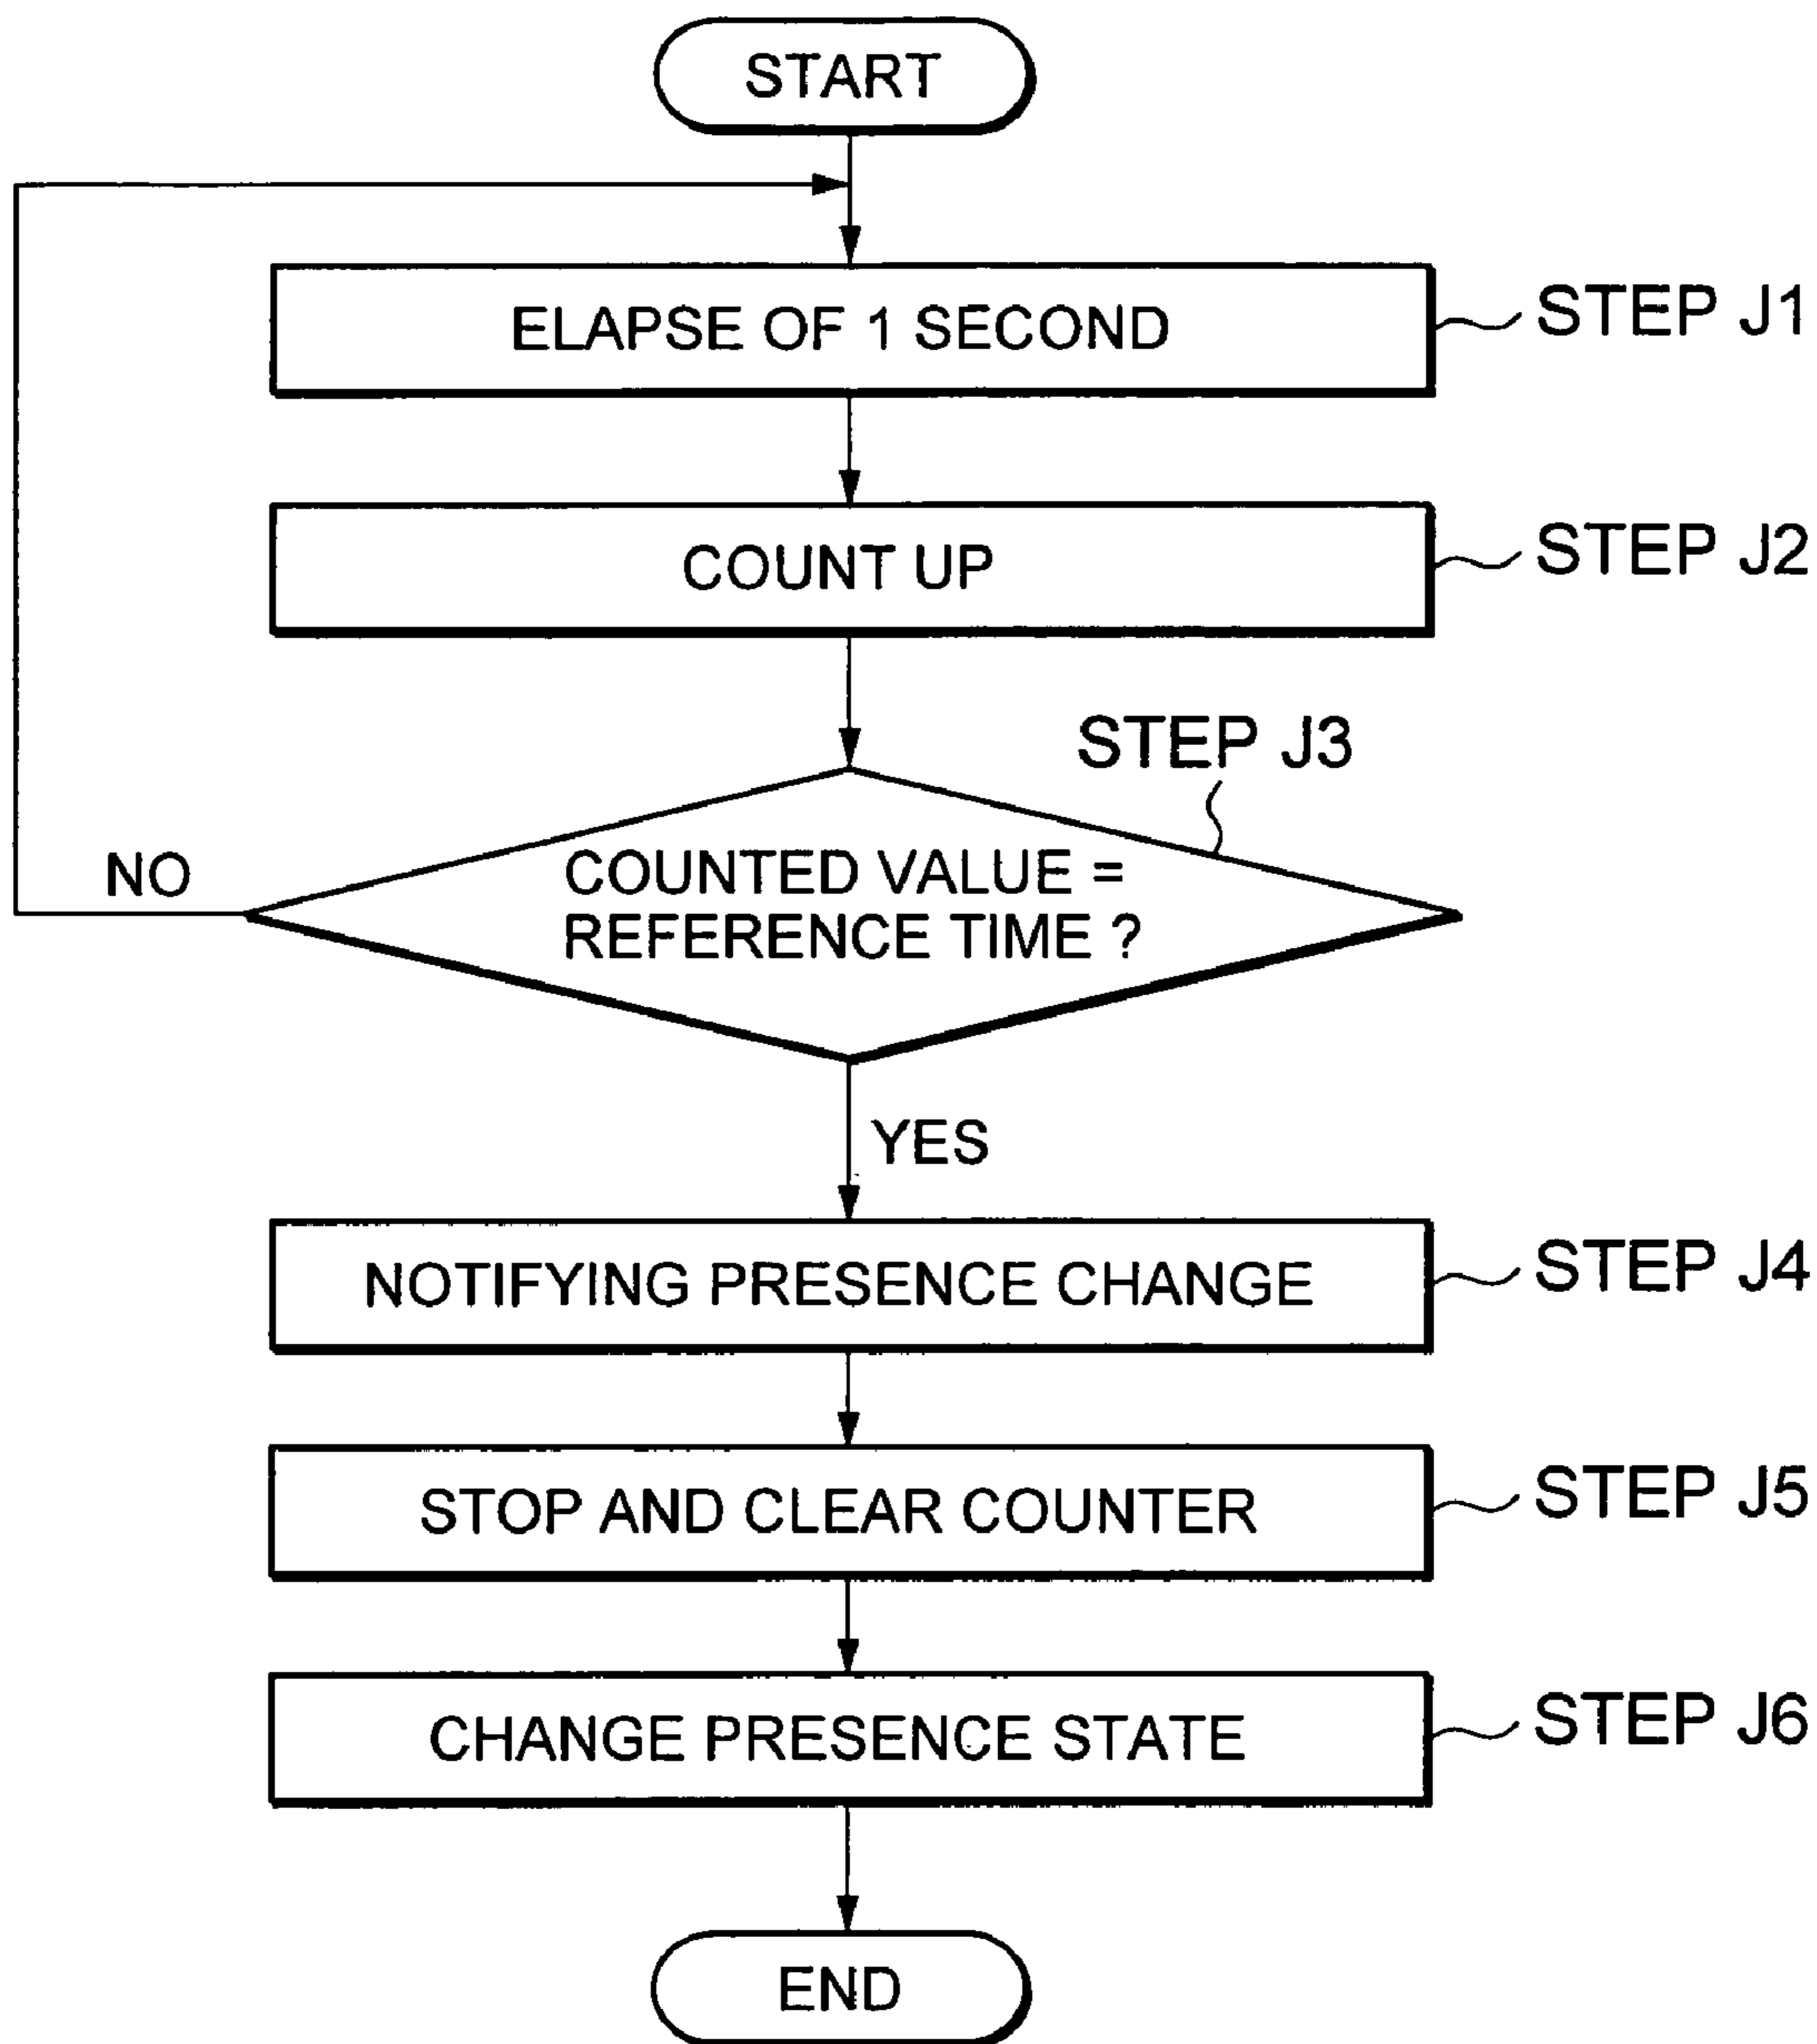 START
ELAPSE OF 1 SECOND
STEP J1
COUNT UP
STEP J2
STEP J3
COUNTED VALUE =
REFERENCE TIME ?
NO
YES
NOTIFYING PRESENCE CHANGE
STEP J4
STOP AND CLEAR COUNTER
STEP J5
CHANGE PRESENCE STATE
STEP J6
END